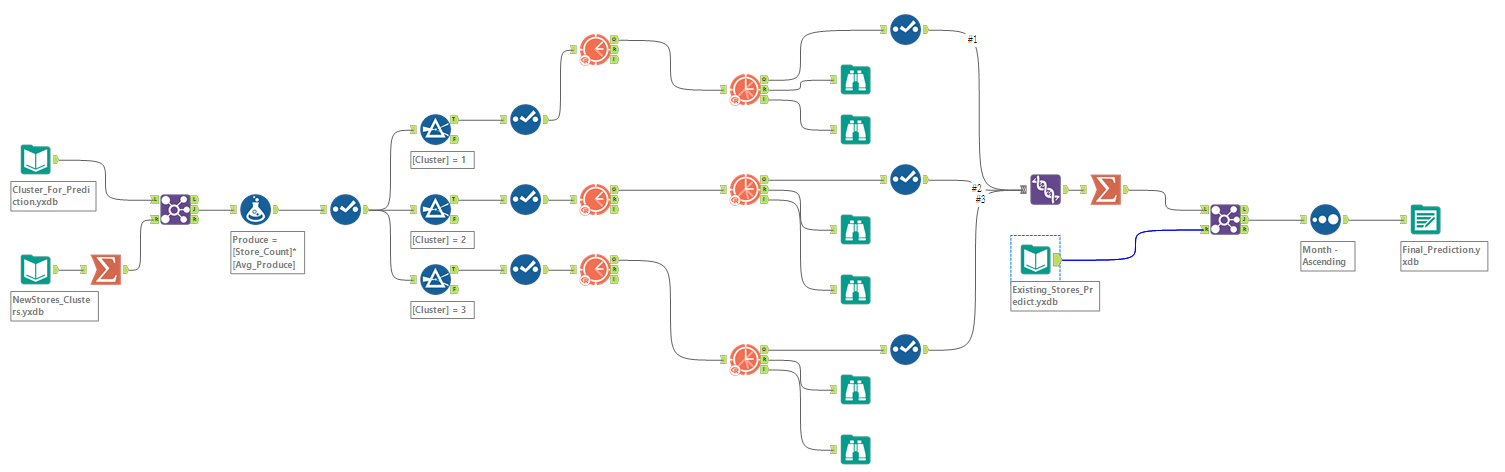 #1
[Cluster] = 1
Cluster_For_Predi
ction.yxdb
#2
#3
Produce =
[Store_Count]*
[Avg_Produce]
[Cluster] = 2
Month -
Ascending
Final_Prediction.y
xdb
NewStores_Cluste
rs.yxdb
[Cluster] = 3
Existing_Stores_Pr
edict.yxdb